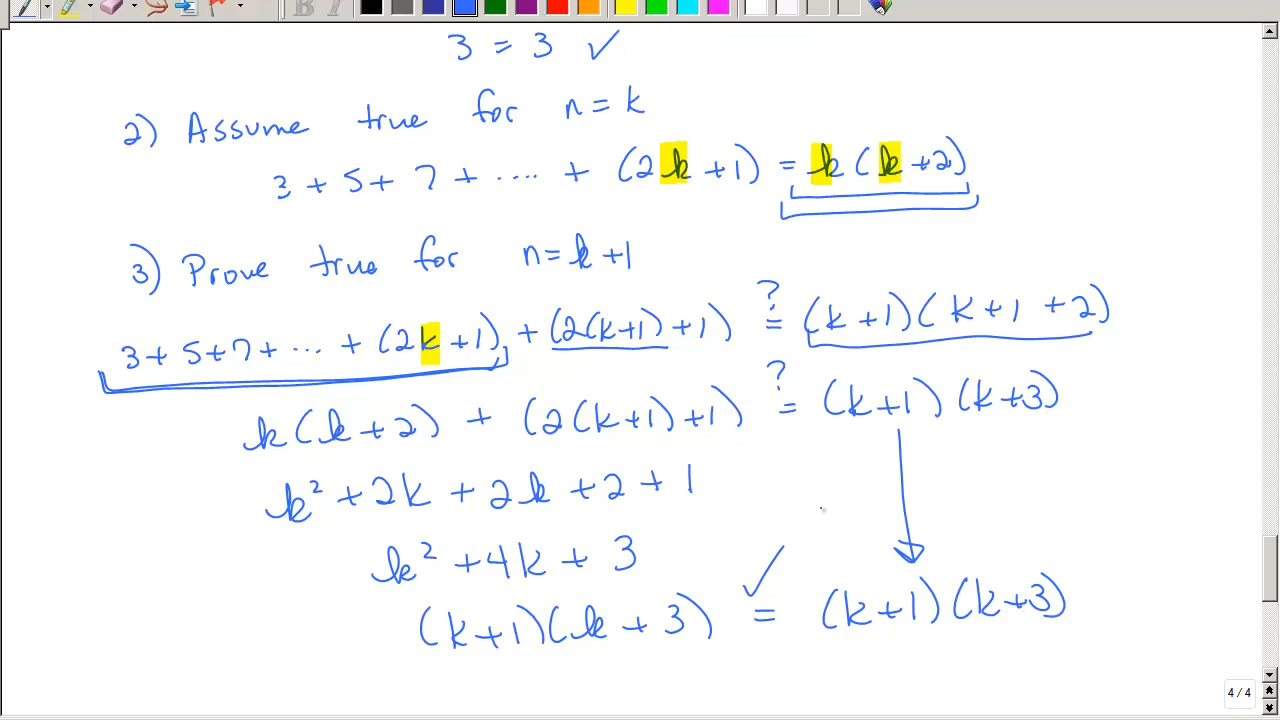 3 = 3 ✓
2) Assume true for n = k
3 + 5 + 7 + .... + (2k + 1) = k(k + 2)
3) Prove true for n = k + 1
3 + 5 + 7 + ... + (2k + 1) + (2(k+1) + 1) ?= (k+1)(k+1+2)
k(k+2) + (2(k+1)+1) ?= (k+1)(k+3)
k² + 2k + 2k + 2 + 1
k² + 4k + 3
(k+1)(k+3) ✓= (k+1)(k+3)
4/4